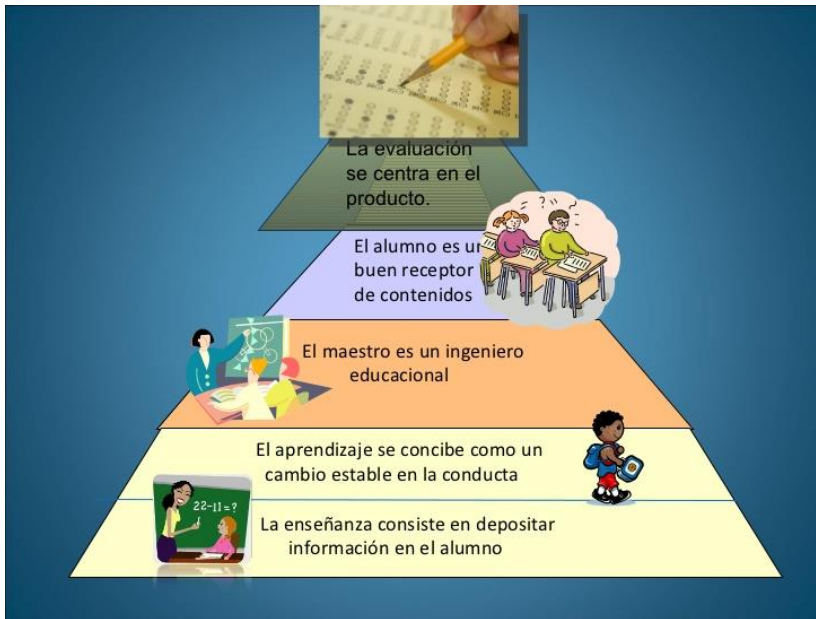 La evaluación
se centra en el
producto.
El alumno es un
buen receptor
de contenidos
El maestro es un ingeniero
educacional
El aprendizaje se concibe como un
cambio estable en la conducta
22-11=?
La enseñanza consiste en depositar
información en el alumno